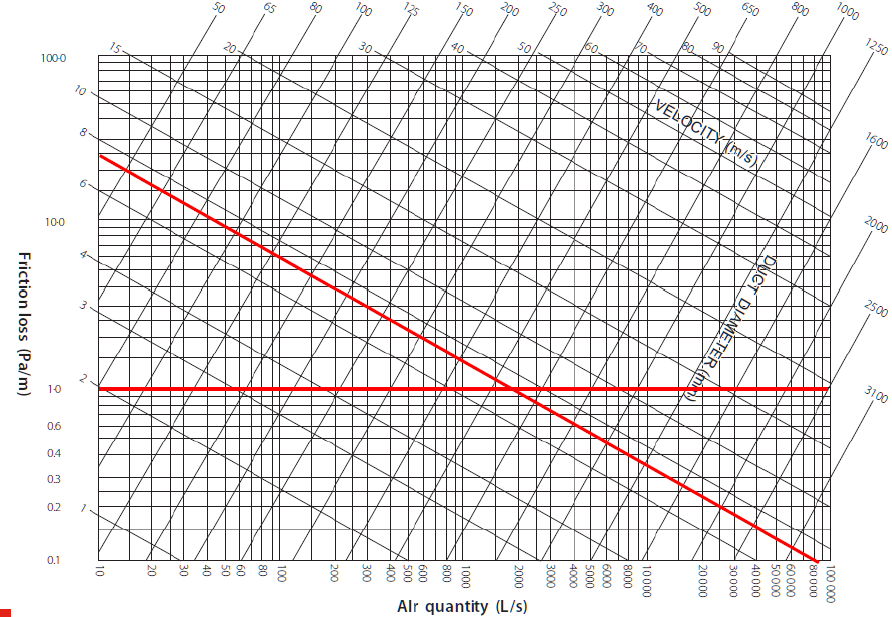 50 65 80 100 125 150 200 250 300 400 500 650 800 1000
1250
15 20 30 40 50 60 70 80 90
100·0
10
VELOCITY (m/s)
8
1600
6
10·0
2000
4
DUCT DIAMETER (mm)
3
2500
Friction loss (Pa/m)
2
1·0
3100
0.6
0.4
0.3
0.2
1
0.1
10 20 30 40 50 60 80 100 200 300 400 500 600 800 1000 2000 3000 4000 5000 6000 8000 10 000 20 000 30 000 40 000 50 000 60 000 80 000 100 000
AIr quantity (L/s)